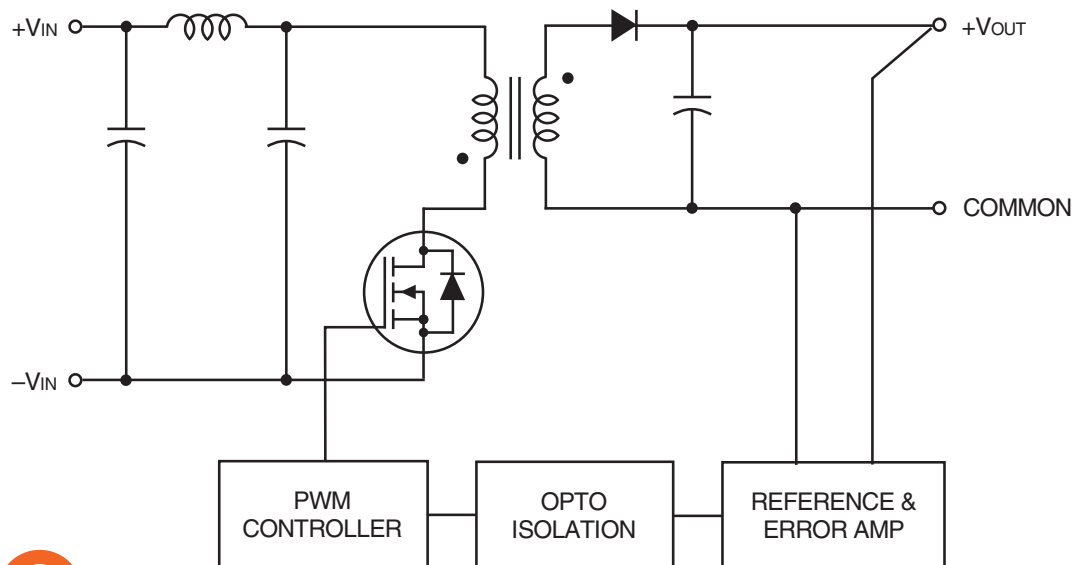 +VIN
+VOUT
COMMON
–VIN
PWM
CONTROLLER
OPTO
ISOLATION
REFERENCE &
ERROR AMP